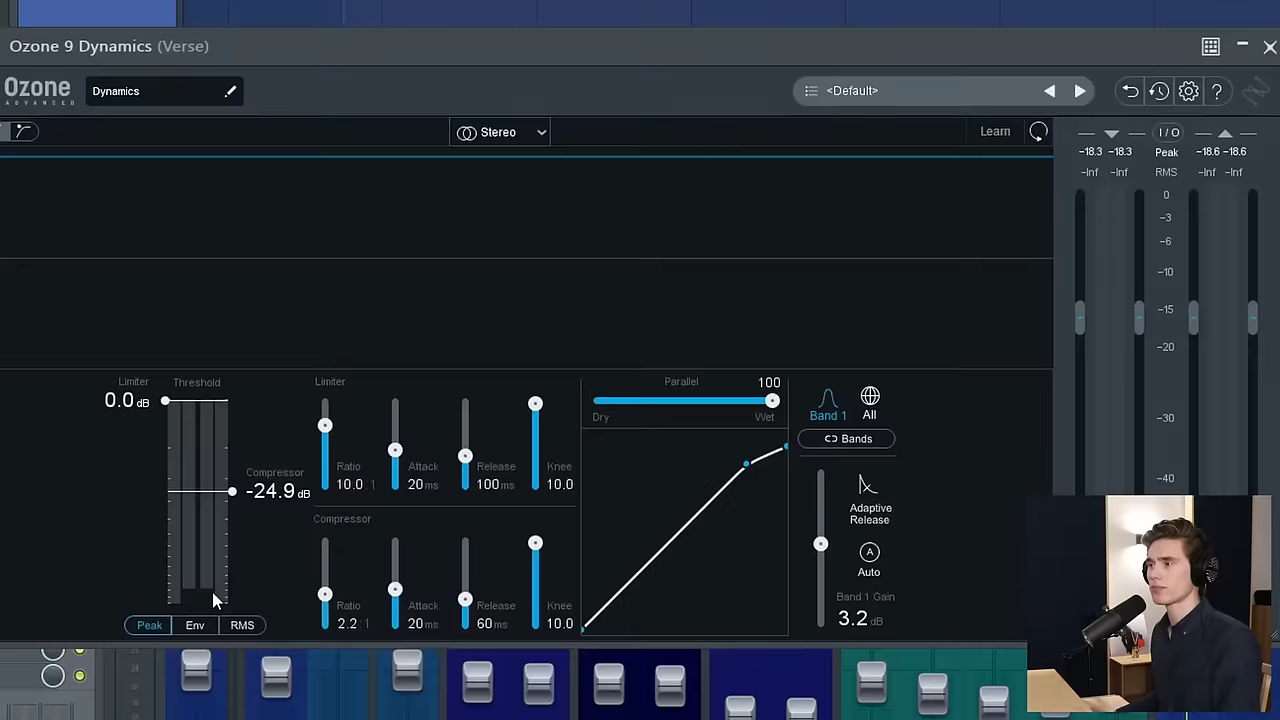 Ozone 9 Dynamics (Verse)
Ozone
ADVANCED
Dynamics
<Default>
?
Stereo
Learn
I / O
-18.3 -18.3
Peak
-18.6 -18.6
-Inf -Inf
RMS
-Inf -Inf
0
-3
-6
-10
-15
-20
-30
-40
Limiter
Threshold
0.0 dB
Compressor
-24.9 dB
Peak
Env
RMS
Limiter
Ratio
10.0 :1
Attack
20 ms
Release
100 ms
Knee
10.0
Compressor
Ratio
2.2 :1
Attack
20 ms
Release
60 ms
Knee
10.0
Parallel
100
Dry
Wet
Band 1
All
Bands
Adaptive
Release
A
Auto
Band 1 Gain
3.2 dB